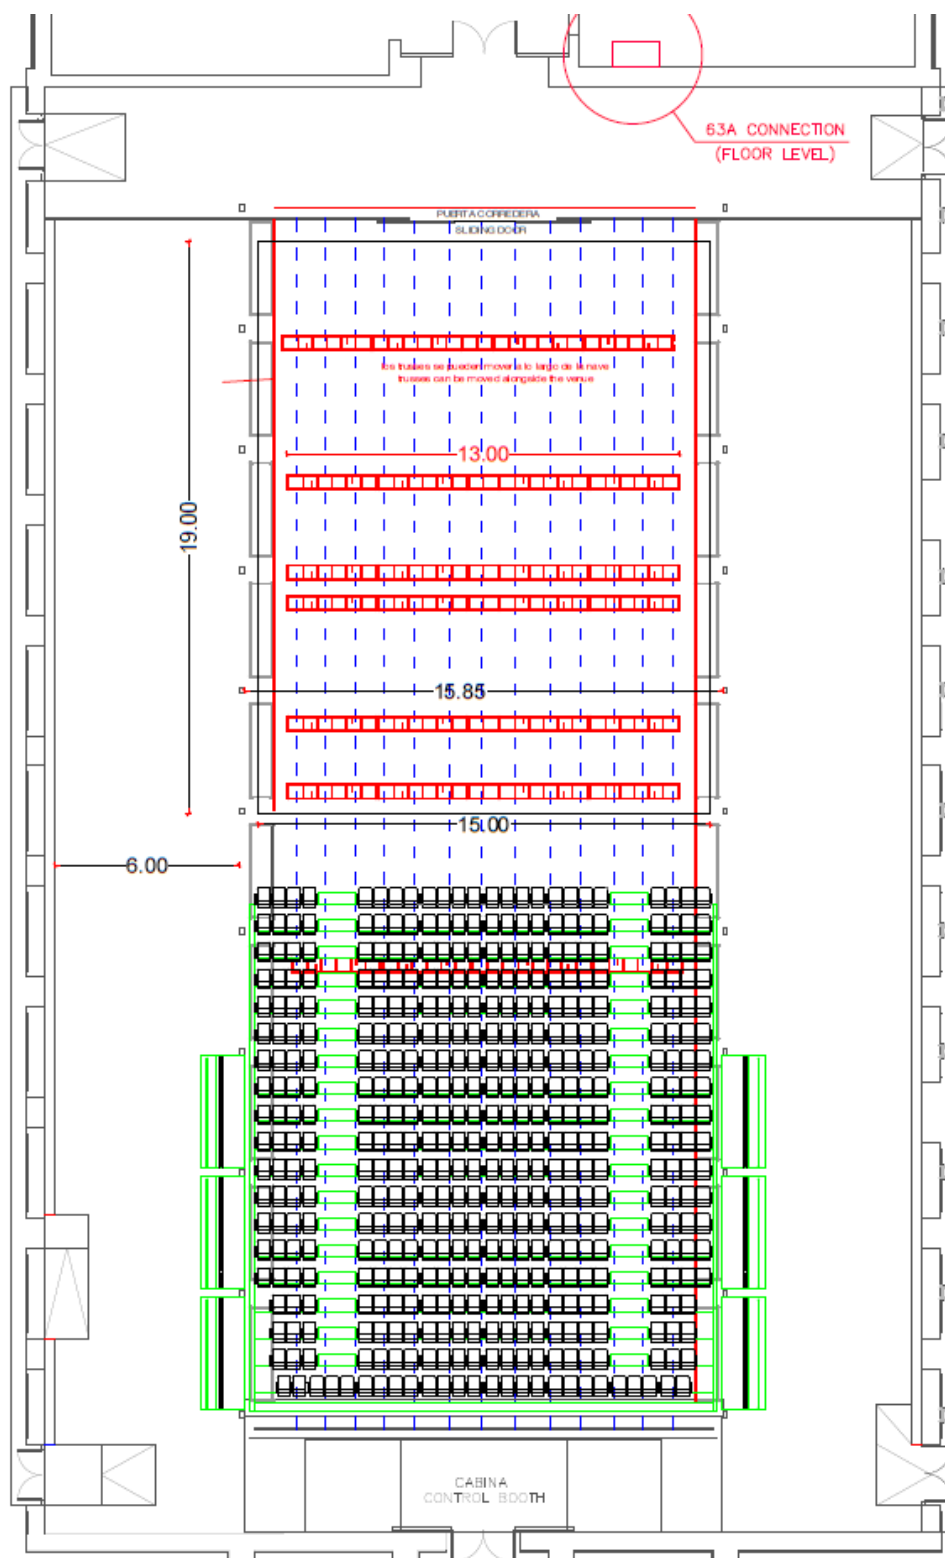 63A CONNECTION
(FLOOR LEVEL)
PUERTA CORREDERA
SLIDING DOOR
los trusses se pueden mover a lo largo de la nave
trusses can be moved alongside the venue
13.00
19.00
15.85
15.00
6.00
CABINA
CONTROL BOOTH